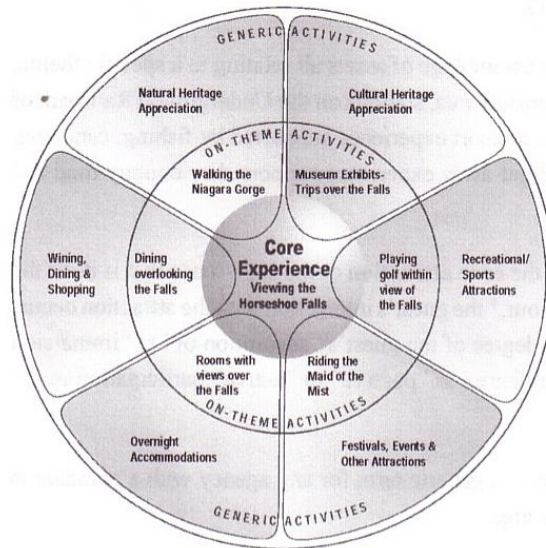 GENERIC ACTIVITIES
Natural Heritage
Appreciation
Cultural Heritage
Appreciation
ON-THEME ACTIVITIES
Walking the
Niagara Gorge
Museum Exhibits-
Trips over the Falls
Wining,
Dining &
Shopping
Dining
overlooking
the Falls
Core
Experience
Viewing the
Horseshoe Falls
Playing
golf within
view of
the Falls
Recreational/
Sports
Attractions
Rooms with
views over
the Falls
Riding the
Maid of the
Mist
ON-THEME ACTIVITIES
Overnight
Accommodations
Festivals, Events &
Other Attractions
GENERIC ACTIVITIES